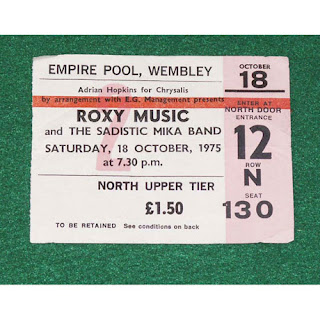 EMPIRE POOL, WEMBLEY
Adrian Hopkins for Chrysalis
by arrangement with E.G. Management presents
ROXY MUSIC
and THE SADISTIC MIKA BAND
SATURDAY, 18 OCTOBER, 1975
at 7.30 p.m.
NORTH UPPER TIER
£1.50
TO BE RETAINED See conditions on back
OCTOBER
18
ENTER AT
NORTH DOOR
ENTRANCE
12
ROW
N
SEAT
130